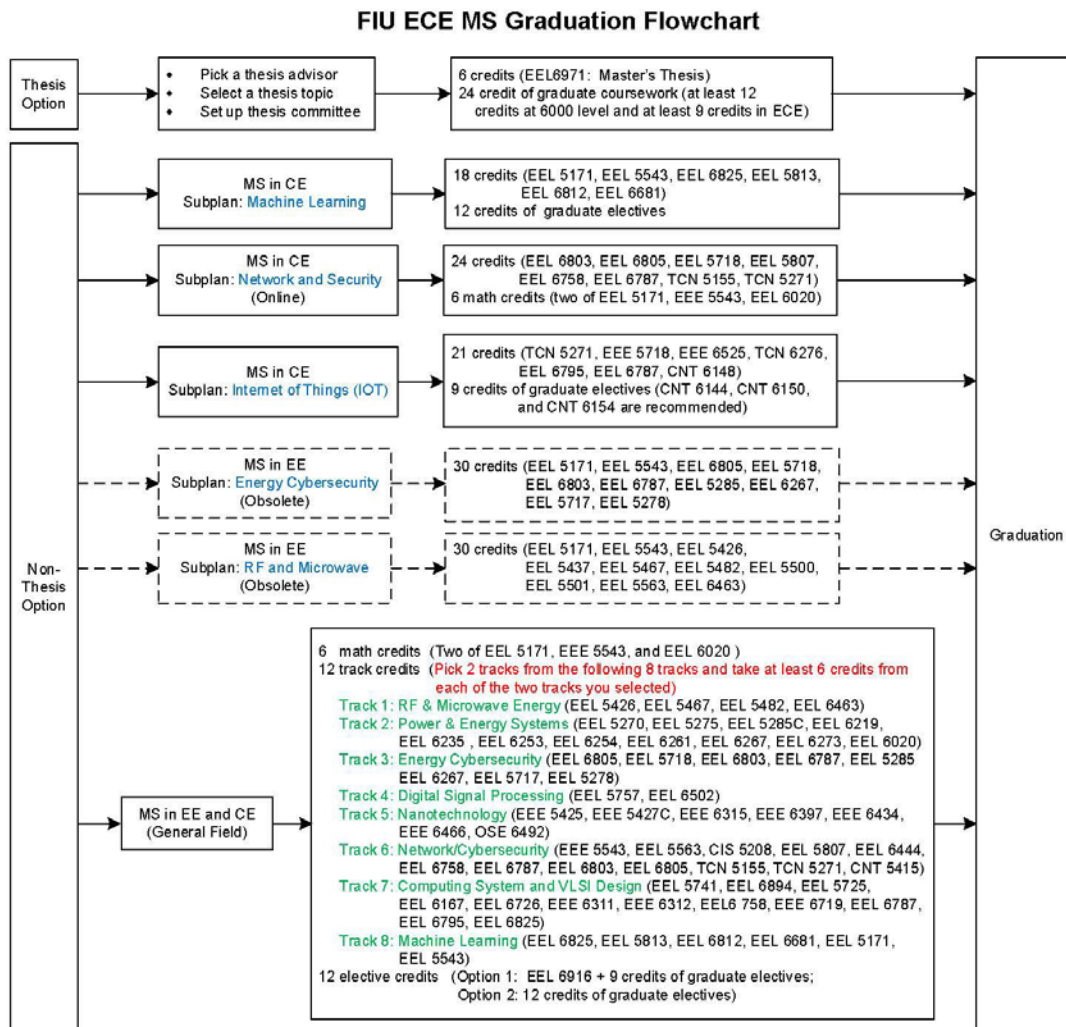 FIU ECE MS Graduation Flowchart
Thesis
Option
♦ Pick a thesis advisor
♦ Select a thesis topic
♦ Set up thesis committee
6 credits (EEL6971: Master's Thesis)
24 credit of graduate coursework (at least 12
credits at 6000 level and at least 9 credits in ECE)
Non-
Thesis
Option
MS in CE
Subplan: Machine Learning
18 credits (EEL 5171, EEL 5543, EEL 6825, EEL 5813,
EEL 6812, EEL 6681)
12 credits of graduate electives
MS in CE
Subplan: Network and Security
(Online)
24 credits (EEL 6803, EEL 6805, EEL 5718, EEL 5807,
EEL 6758, EEL 6787, TCN 5155, TCN 5271)
6 math credits (two of EEL 5171, EEE 5543, EEL 6020)
MS in CE
Subplan: Internet of Things (IOT)
21 credits (TCN 5271, EEE 5718, EEE 6525, TCN 6276,
EEL 6795, EEL 6787, CNT 6148)
9 credits of graduate electives (CNT 6144, CNT 6150,
and CNT 6154 are recommended)
MS in EE
Subplan: Energy Cybersecurity
(Obsolete)
30 credits (EEL 5171, EEL 5543, EEL 6805, EEL 5718,
EEL 6803, EEL 6787, EEL 5285, EEL 6267,
EEL 5717, EEL 5278)
MS in EE
Subplan: RF and Microwave
(Obsolete)
30 credits (EEL 5171, EEL 5543, EEL 5426,
EEL 5437, EEL 5467, EEL 5482, EEL 5500,
EEL 5501, EEL 5563, EEL 6463)
MS in EE and CE
(General Field)
6 math credits (Two of EEL 5171, EEE 5543, and EEL 6020 )
12 track credits (Pick 2 tracks from the following 8 tracks and take at least 6 credits from
each of the two tracks you selected)
Track 1: RF & Microwave Energy (EEL 5426, EEL 5467, EEL 5482, EEL 6463)
Track 2: Power & Energy Systems (EEL 5270, EEL 5275, EEL 5285C, EEL 6219,
EEL 6235 , EEL 6253, EEL 6254, EEL 6261, EEL 6267, EEL 6273, EEL 6020)
Track 3: Energy Cybersecurity (EEL 6805, EEL 5718, EEL 6803, EEL 6787, EEL 5285
EEL 6267, EEL 5717, EEL 5278)
Track 4: Digital Signal Processing (EEL 5757, EEL 6502)
Track 5: Nanotechnology (EEE 5425, EEE 5427C, EEE 6315, EEE 6397, EEE 6434,
EEE 6466, OSE 6492)
Track 6: Network/Cybersecurity (EEE 5543, EEL 5563, CIS 5208, EEL 5807, EEL 6444,
EEL 6758, EEL 6787, EEL 6803, EEL 6805, TCN 5155, TCN 5271, CNT 5415)
Track 7: Computing System and VLSI Design (EEL 5741, EEL 6894, EEL 5725,
EEL 6167, EEL 6726, EEE 6311, EEE 6312, EEL6 758, EEE 6719, EEL 6787,
EEL 6795, EEL 6825)
Track 8: Machine Learning (EEL 6825, EEL 5813, EEL 6812, EEL 6681, EEL 5171,
EEL 5543)
12 elective credits (Option 1: EEL 6916 + 9 credits of graduate electives;
Option 2: 12 credits of graduate electives)
Graduation